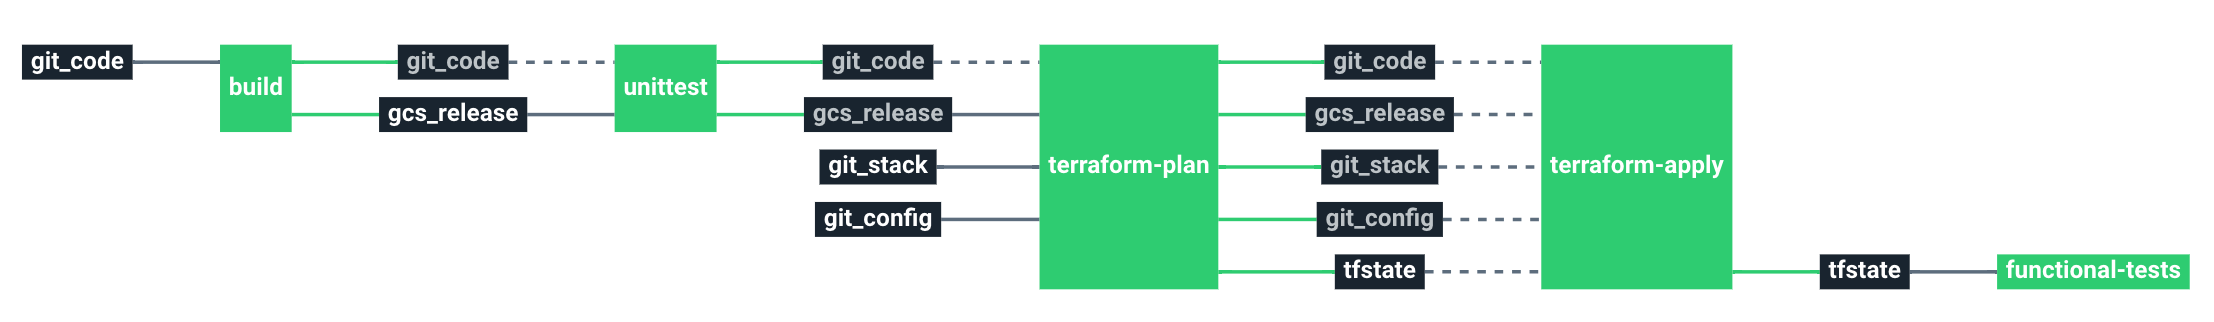 git_code
build
git_code
gcs_release
unittest
git_code
gcs_release
git_stack
git_config
terraform-plan
git_code
gcs_release
git_stack
git_config
tfstate
terraform-apply
tfstate
functional-tests